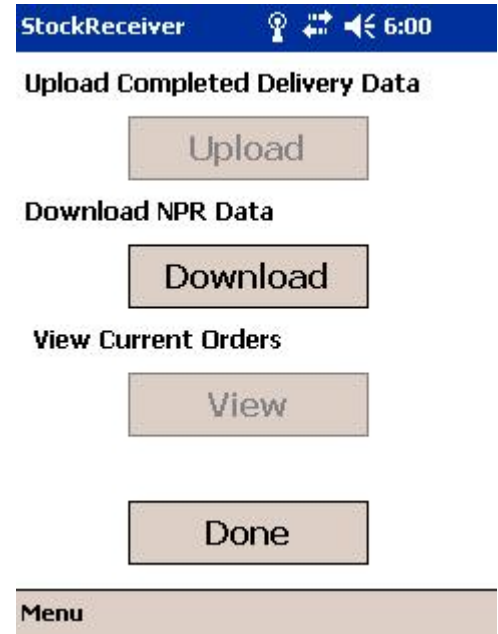 StockReceiver 6:00
Upload Completed Delivery Data
Upload
Download NPR Data
Download
View Current Orders
View
Done
Menu